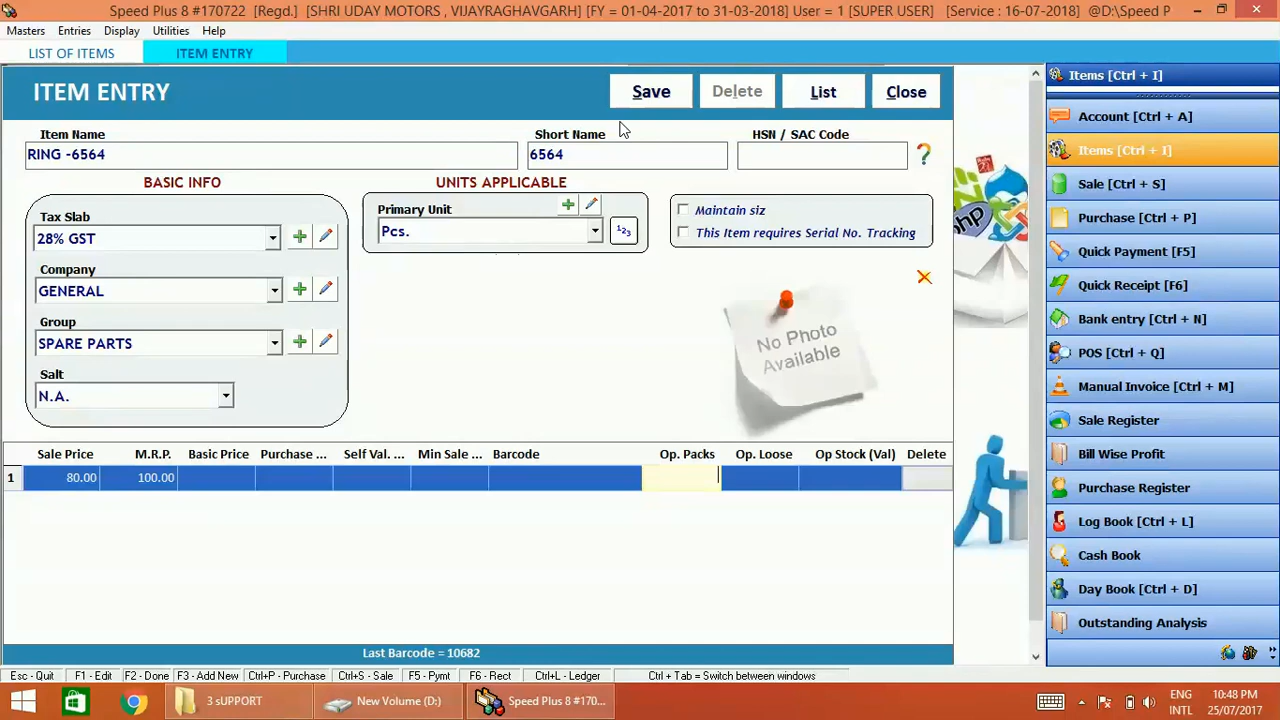 Speed Plus 8 #170722 [Regd.] [SHRI UDAY MOTORS , VIJAYRAGHAVGARH] [FY = 01-04-2017 to 31-03-2018] User = 1 [SUPER USER] [Service : 16-07-2018] @D:\Speed P
Masters Entries Display Utilities Help
LIST OF ITEMS ITEM ENTRY
ITEM ENTRY Save Delete List Close
Item Name Short Name HSN / SAC Code
RING -6564 6564
BASIC INFO UNITS APPLICABLE
Tax Slab
28% GST
Company
GENERAL
Group
SPARE PARTS
Salt
N.A.
Primary Unit
Pcs.
Maintain siz
This Item requires Serial No. Tracking
No Photo
Available
Sale Price M.R.P. Basic Price Purchase ... Self Val. ... Min Sale ... Barcode Op. Packs Op. Loose Op Stock (Val) Delete
1 80.00 100.00
Last Barcode = 10682
Items [Ctrl + I]
Account [Ctrl + A]
Items [Ctrl + I]
Sale [Ctrl + S]
Purchase [Ctrl + P]
Quick Payment [F5]
Quick Receipt [F6]
Bank entry [Ctrl + N]
POS [Ctrl + Q]
Manual Invoice [Ctrl + M]
Sale Register
Bill Wise Profit
Purchase Register
Log Book [Ctrl + L]
Cash Book
Day Book [Ctrl + D]
Outstanding Analysis
Esc - Quit F1 - Edit F2 - Done F3 - Add New Ctrl+P - Purchase Ctrl+S - Sale F5 - Pymt F6 - Rect Ctrl+L - Ledger Ctrl + Tab = Switch between windows
3 sUPPORT New Volume (D:) Speed Plus 8 #170... ENG 10:48 PM
INTL 25/07/2017